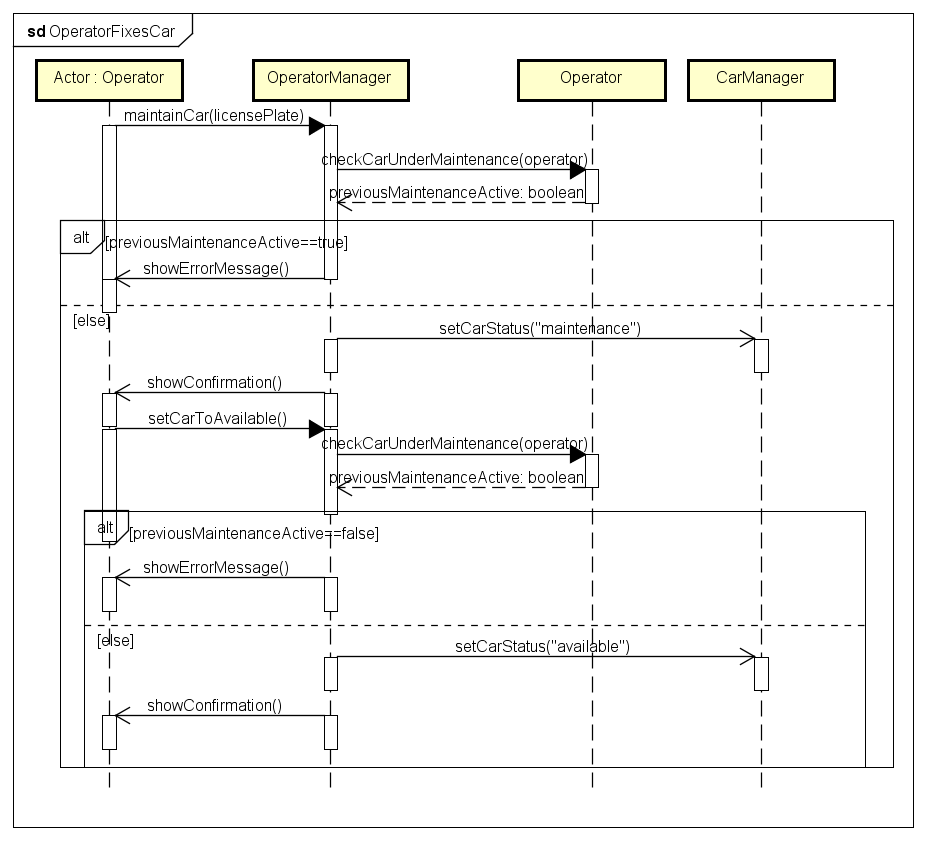 sd OperatorFixesCar
Actor : Operator
OperatorManager
Operator
CarManager
maintainCar(licensePlate)
checkCarUnderMaintenance(operator)
previousMaintenanceActive: boolean
alt
[previousMaintenanceActive==true]
showErrorMessage()
[else]
setCarStatus("maintenance")
showConfirmation()
setCarToAvailable()
checkCarUnderMaintenance(operator)
previousMaintenanceActive: boolean
alt
[previousMaintenanceActive==false]
showErrorMessage()
[else]
setCarStatus("available")
showConfirmation()